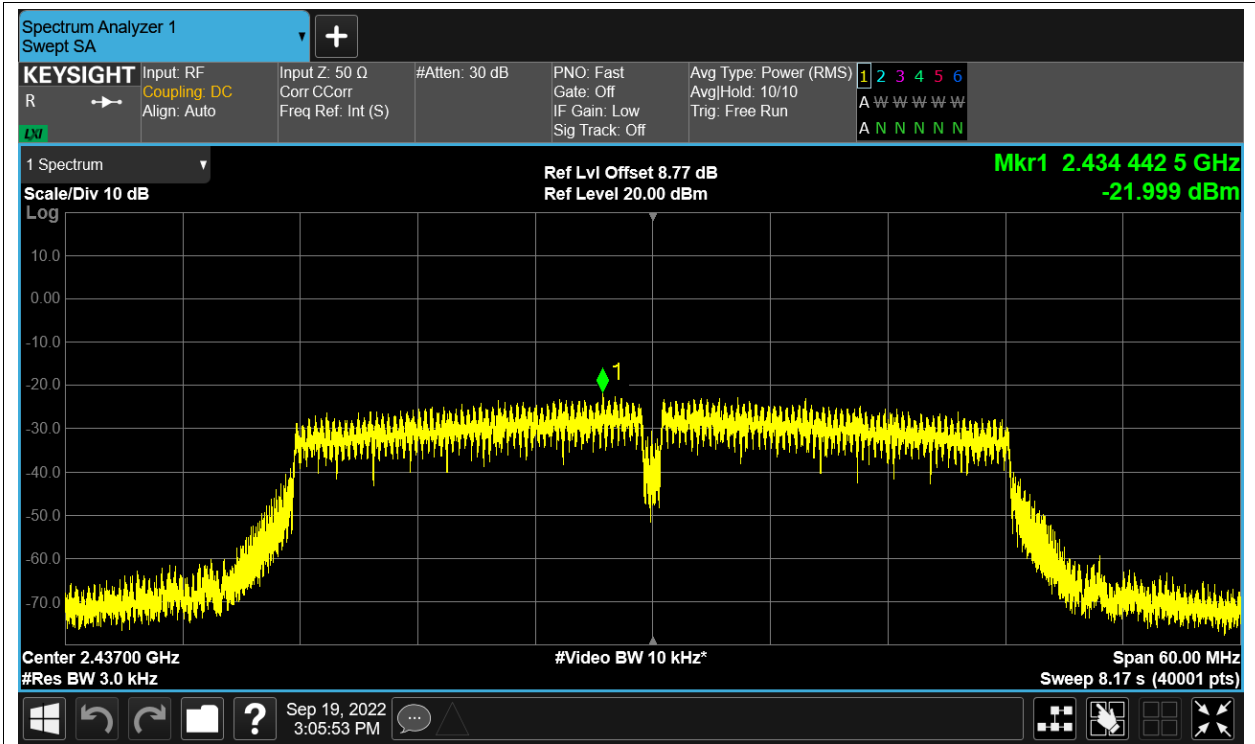 Spectrum Analyzer 1
Swept SA
▼
+
KEYSIGHT
R
LXI
Input: RF
Coupling: DC
Align: Auto
Input Z: 50 Ω
Corr CCorr
Freq Ref: Int (S)
#Atten: 30 dB
PNO: Fast
Gate: Off
IF Gain: Low
Sig Track: Off
Avg Type: Power (RMS)
Avg|Hold: 10/10
Trig: Free Run
1 2 3 4 5 6
A W W W W W
A N N N N N
1 Spectrum ▼
Scale/Div 10 dB
Log
Ref Lvl Offset 8.77 dB
Ref Level 20.00 dBm
Mkr1 2.434 442 5 GHz
-21.999 dBm
10.0
0.00
-10.0
-20.0
-30.0
-40.0
-50.0
-60.0
-70.0
1
Center 2.43700 GHz
#Res BW 3.0 kHz
#Video BW 10 kHz*
Span 60.00 MHz
Sweep 8.17 s (40001 pts)
?
Sep 19, 2022
3:05:53 PM